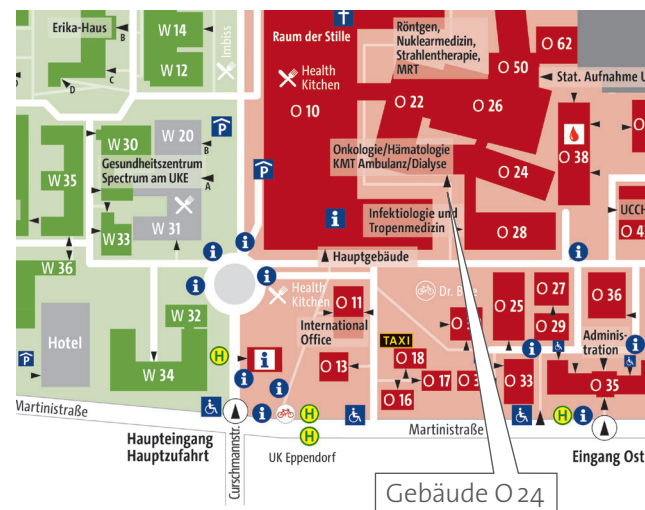 Erika-Haus
B
C
D
W 14
W 12
Imbiss
Raum der Stille
Health
Kitchen
O 10
Röntgen,
Nuklearmedizin,
Strahlentherapie,
MRT
O 62
O 50
Stat. Aufnahme U
O 22
O 26
O 38
W 30
W 20
B
P
Gesundheitszentrum
Spectrum am UKE
A
W 35
W 31
W 33
P
Onkologie/Hämatologie
KMT Ambulanz/Dialyse
O 24
Infektiologie und
Tropenmedizin
O 28
UCCH
Hauptgebäude
W 36
Hotel
P
W 32
W 34
Health
Kitchen
O 11
International
Office
O 13
TAXI
O 18
O 17
O 16
O 25
O 27
O 29
O 33
O 36
Adminis-
tration
O 35
H
Martinistraße
Haupteingang
Hauptzufahrt
Curschmannstr.
H
H
UK Eppendorf
Martinistraße
H
Eingang Ost
Gebäude O 24